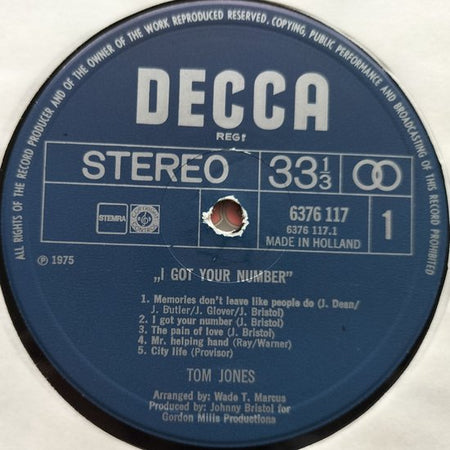 ALL RIGHTS OF THE RECORD PRODUCER AND OF THE OWNER OF THE WORK REPRODUCED RESERVED. COPYING, PUBLIC PERFORMANCE AND BROADCASTING OF THIS RECORD PROHIBITED
DECCA
REG!
STEREO 33 1/3
STEMRA
6376 117
6376 117.1
MADE IN HOLLAND
1
℗ 1975
„I GOT YOUR NUMBER”
1. Memories don't leave like people do (J. Dean/
J. Butler/J. Glover/J. Bristol)
2. I got your number (J. Bristol)
3. The pain of love (J. Bristol)
4. Mr. helping hand (Ray/Warner)
5. City life (Provisor)
TOM JONES
Arranged by: Wade T. Marcus
Produced by: Johnny Bristol for
Gordon Mills Productions